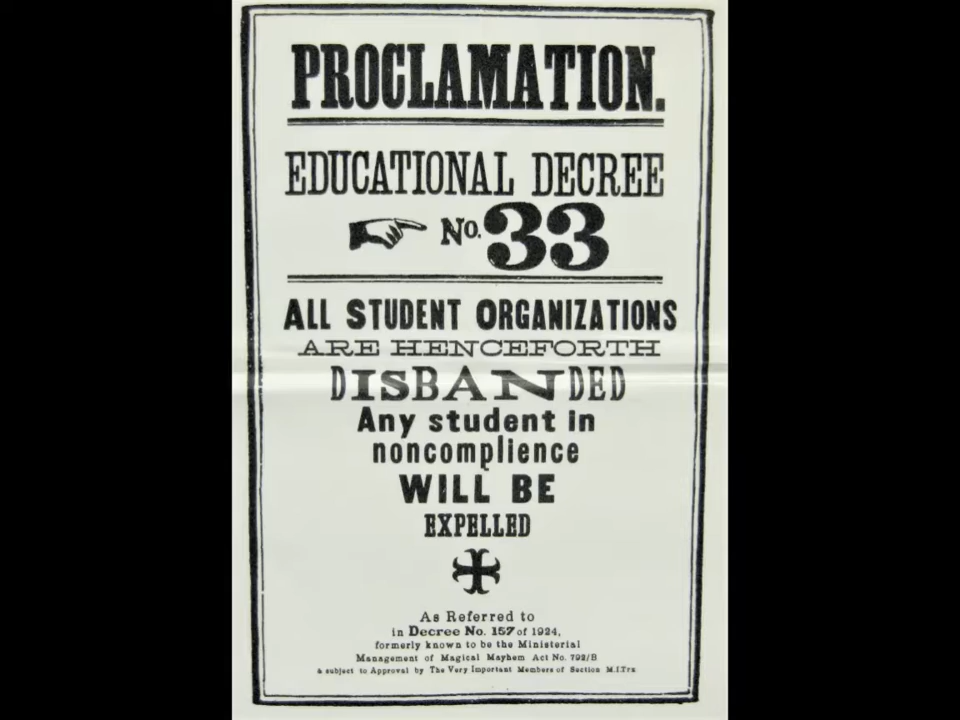 PROCLAMATION.
EDUCATIONAL DECREE
No. 33
ALL STUDENT ORGANIZATIONS
ARE HENCEFORTH
DISBANDED
Any student in
noncomplience
WILL BE
EXPELLED
As Referred to
in Decree No. 157 of 1924,
formerly known to be the Ministerial
Management of Magical Mayhem Act No. 792/B
& subject to Approval by The Very Important Members of Section M.I.Trx